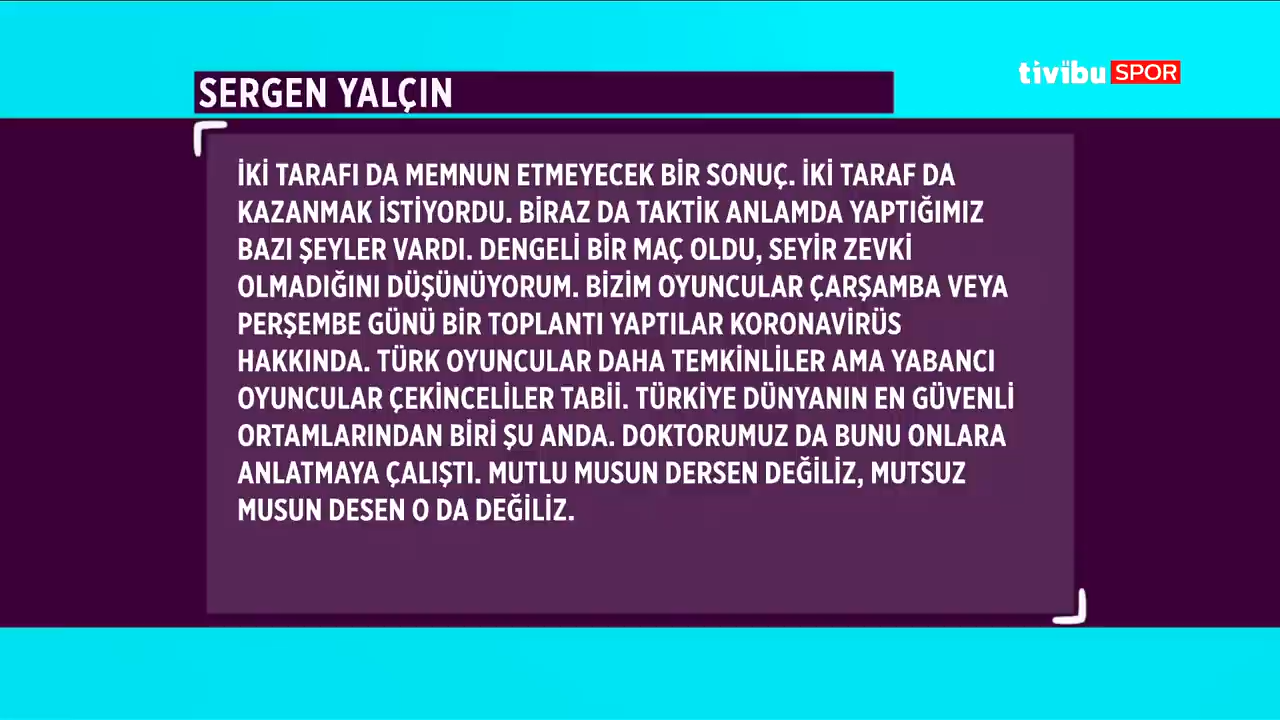 tivibu SPOR
SERGEN YALÇIN
İKİ TARAFI DA MEMNUN ETMEYECEK BİR SONUÇ. İKİ TARAF DA
KAZANMAK İSTİYORDU. BİRAZ DA TAKTİK ANLAMDA YAPTIĞIMIZ
BAZI ŞEYLER VARDI. DENGELİ BİR MAÇ OLDU, SEYİR ZEVKİ
OLMADIĞINI DÜŞÜNÜYORUM. BİZİM OYUNCULAR ÇARŞAMBA VEYA
PERŞEMBE GÜNÜ BİR TOPLANTI YAPTILAR KORONAVİRÜS
HAKKINDA. TÜRK OYUNCULAR DAHA TEMKİNLİLER AMA YABANCI
OYUNCULAR ÇEKİNCELİLER TABİİ. TÜRKİYE DÜNYANIN EN GÜVENLİ
ORTAMLARINDAN BİRİ ŞU ANDA. DOKTORUMUZ DA BUNU ONLARA
ANLATMAYA ÇALIŞTI. MUTLU MUSUN DERSEN DEĞİLİZ, MUTSUZ
MUSUN DESEN O DA DEĞİLİZ.